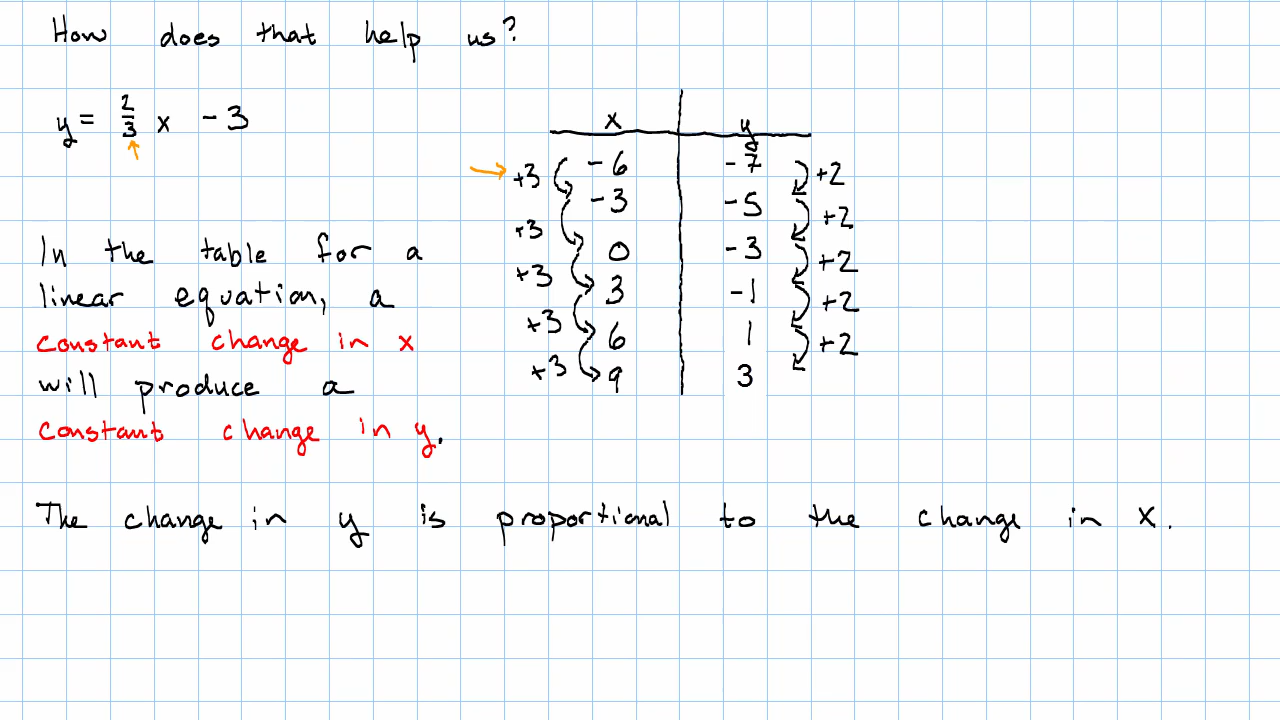 How does that help us?
y = 2/3 x - 3
x y
+3 -6 -7 +2
-3 -5
+3 +2
0 -3
+3 +2
3 -1
+3 +2
6 1
+3 +2
9 3
In the table for a
linear equation, a
constant change in x
will produce a
constant change in y.
The change in y is proportional to the change in x.